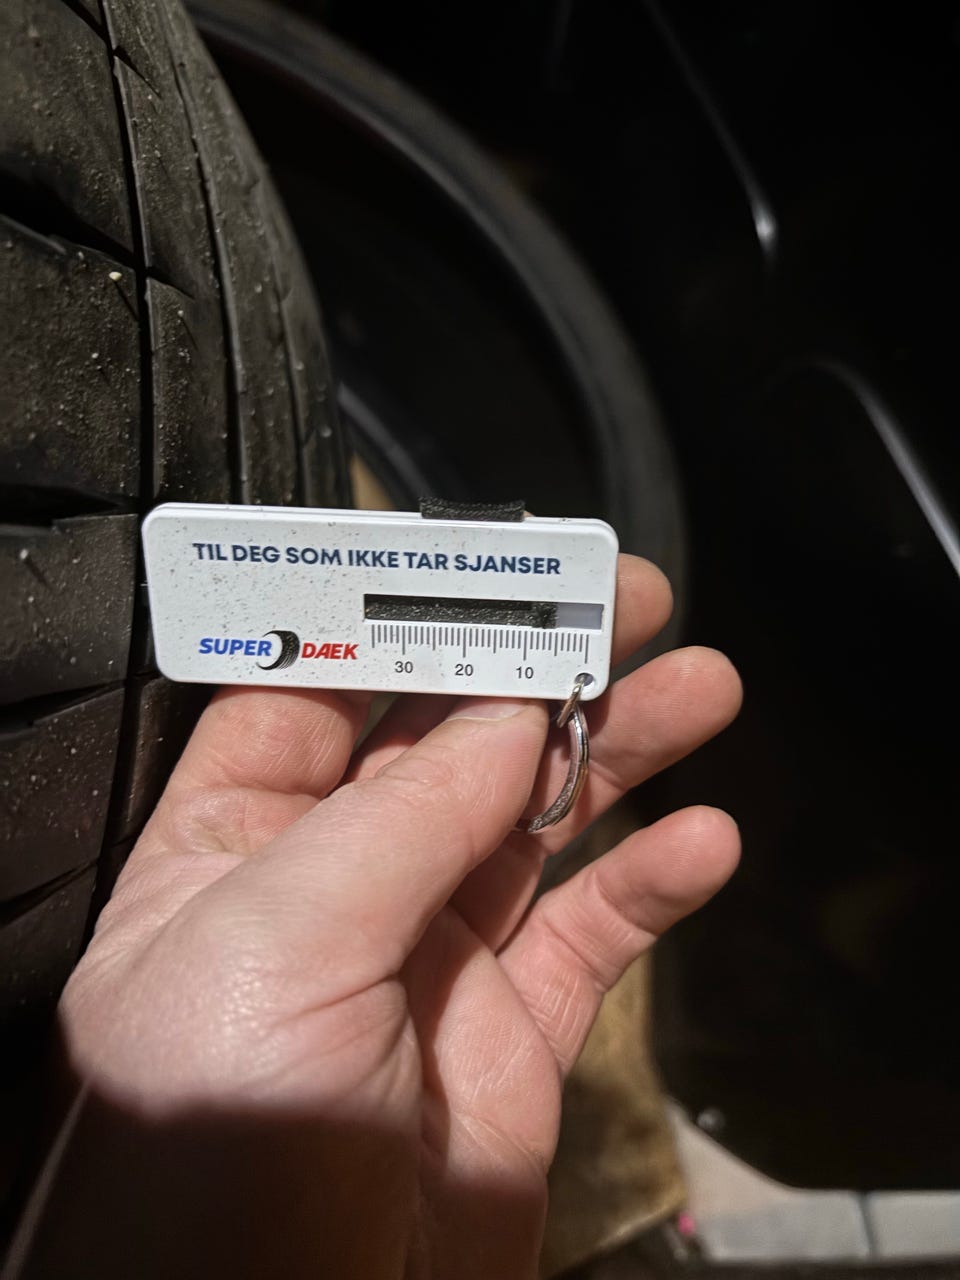 TIL DEG SOM IKKE TAR SJANSER
SUPER DAEK
30 20 10